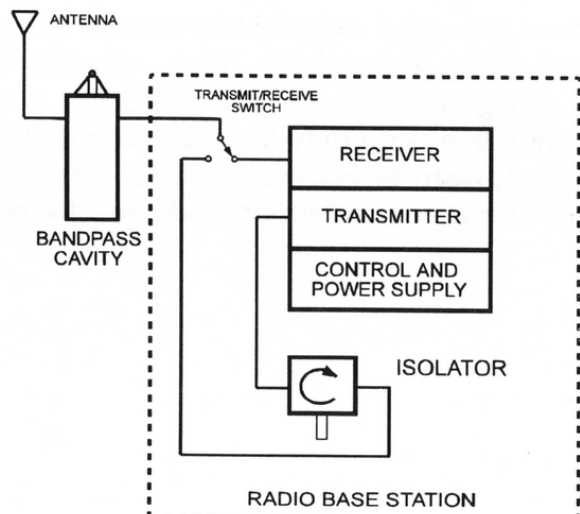 ANTENNA
TRANSMIT/RECEIVE
SWITCH
RECEIVER
TRANSMITTER
CONTROL AND
POWER SUPPLY
BANDPASS
CAVITY
ISOLATOR
RADIO BASE STATION